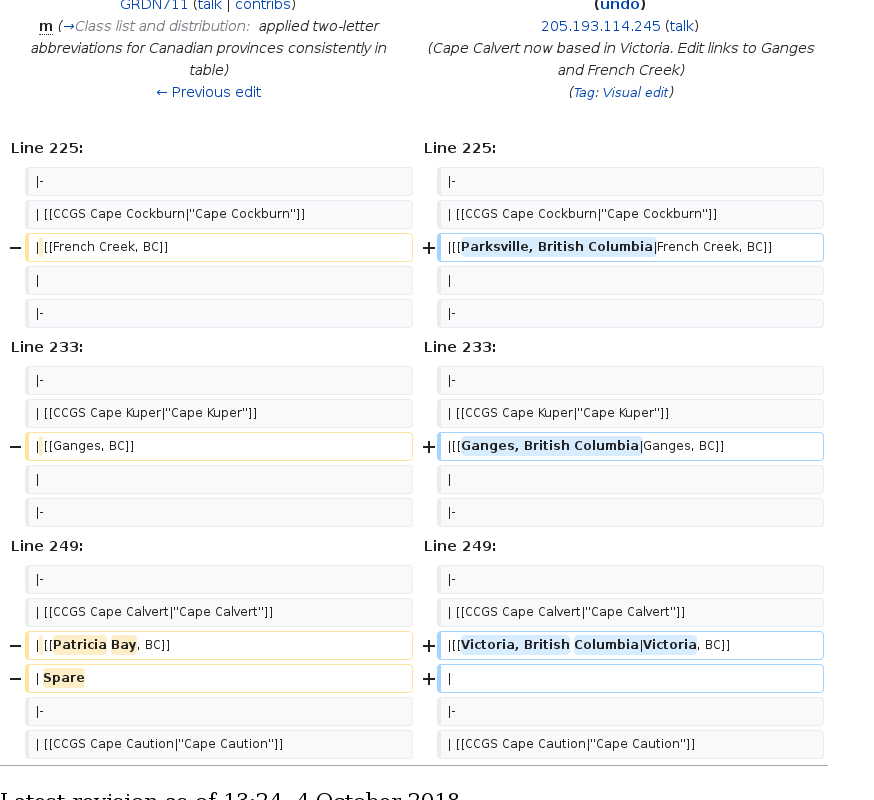 GRDN711 (talk | contribs)
m (→Class list and distribution: applied two-letter
abbreviations for Canadian provinces consistently in
table)
← Previous edit
(undo)
205.193.114.245 (talk)
(Cape Calvert now based in Victoria. Edit links to Ganges
and French Creek)
(Tag: Visual edit)
Line 225:
Line 225:
|-
|-
| [[CCGS Cape Cockburn|''Cape Cockburn'']]
| [[CCGS Cape Cockburn|''Cape Cockburn'']]
− | [[French Creek, BC]]
+ |[[Parksville, British Columbia|French Creek, BC]]
|
|
|-
|-
Line 233:
Line 233:
|-
|-
| [[CCGS Cape Kuper|''Cape Kuper'']]
| [[CCGS Cape Kuper|''Cape Kuper'']]
− | [[Ganges, BC]]
+ |[[Ganges, British Columbia|Ganges, BC]]
|
|
|-
|-
Line 249:
Line 249:
|-
|-
| [[CCGS Cape Calvert|''Cape Calvert'']]
| [[CCGS Cape Calvert|''Cape Calvert'']]
− | [[Patricia Bay, BC]]
+ |[[Victoria, British Columbia|Victoria, BC]]
− | Spare
+ |
|-
|-
| [[CCGS Cape Caution|''Cape Caution'']]
| [[CCGS Cape Caution|''Cape Caution'']]
Latest revision as of 13:24, 4 October 2018